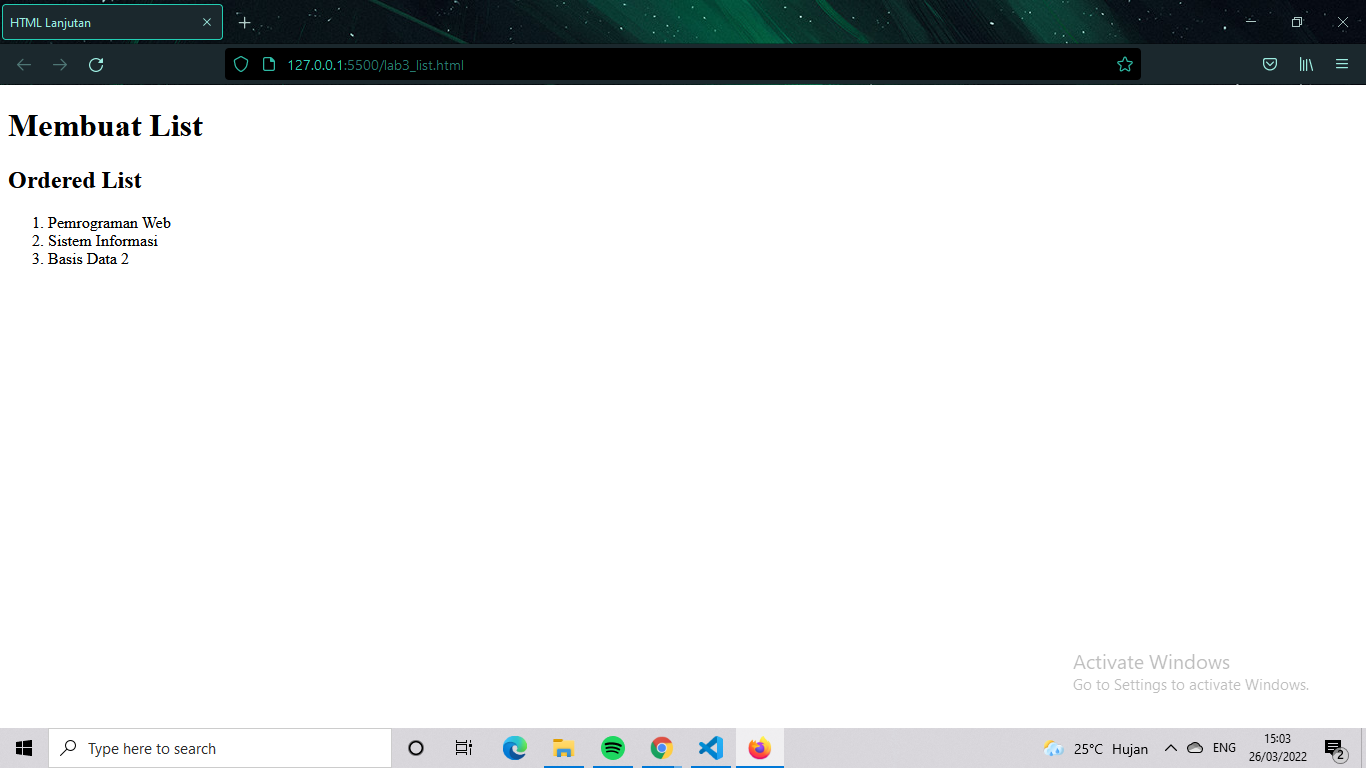 HTML Lanjutan
127.0.0.1:5500/lab3_list.html
Membuat List
Ordered List
1. Pemrograman Web
2. Sistem Informasi
3. Basis Data 2
Activate Windows
Go to Settings to activate Windows.
Type here to search
25°C Hujan
ENG
15:03
26/03/2022
2